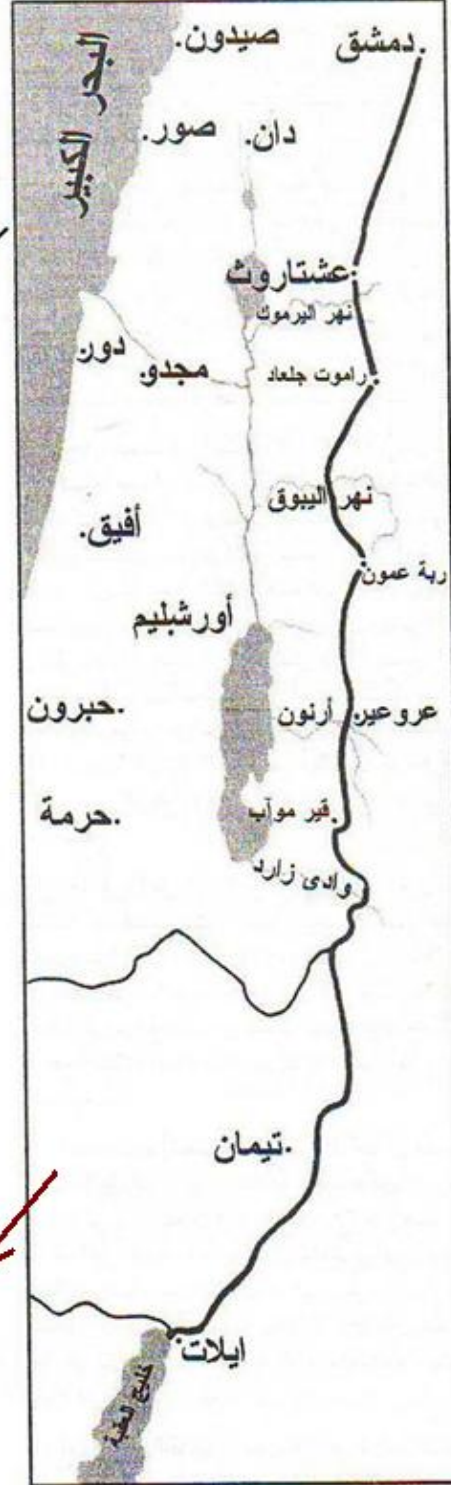 صيدون.
دمشق.
البحر الكبير
صور.
دان.
عشتاروث
نهر اليرموك
دور.
مجدو.
راموت جلعاد
نهر اليبوق
أفيق.
ربة عمون
أورشبليم
حبرون.
أرنون
عروعير.
حرمة.
قير موآب.
وادى زارد
تيمان.
ايلات.
خليج العقبة